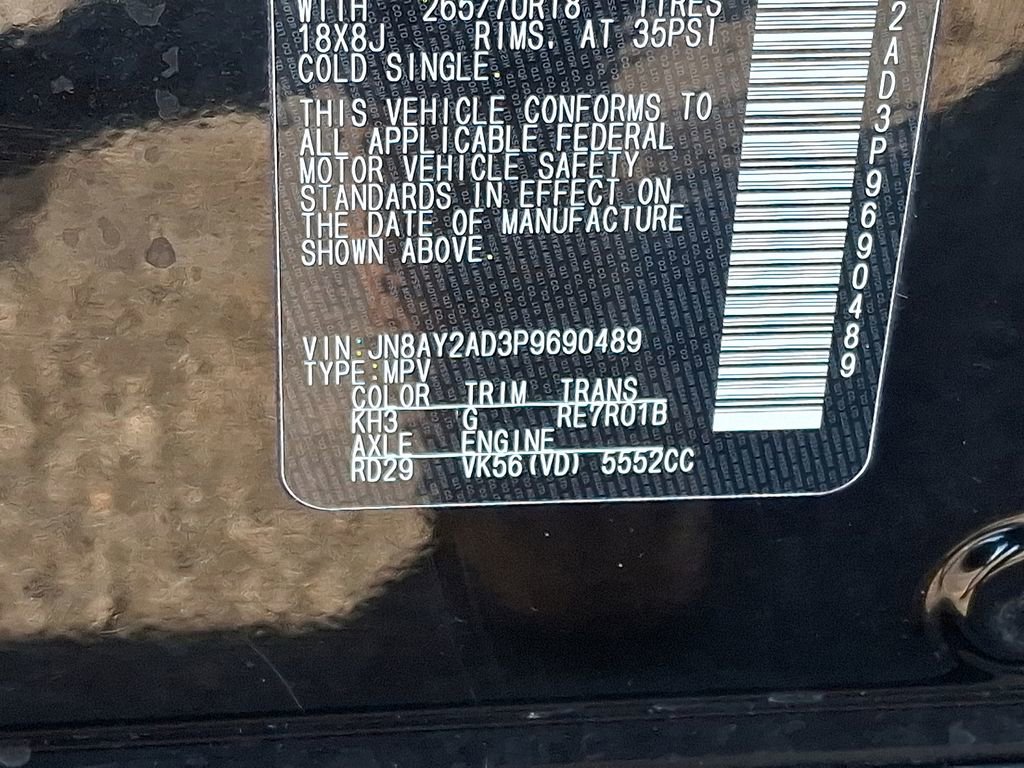 WITH 265/70R18 TIRES
18X8J RIMS. AT 35PSI
COLD SINGLE.
THIS VEHICLE CONFORMS TO
ALL APPLICABLE FEDERAL
MOTOR VEHICLE SAFETY
STANDARDS IN EFFECT ON
THE DATE OF MANUFACTURE
SHOWN ABOVE.
VIN:JN8AY2AD3P9690489
TYPE:MPV
COLOR TRIM TRANS
KH3 G RE7R01B
AXLE ENGINE
RD29 VK56(VD) 5552CC
2AD3P9690489